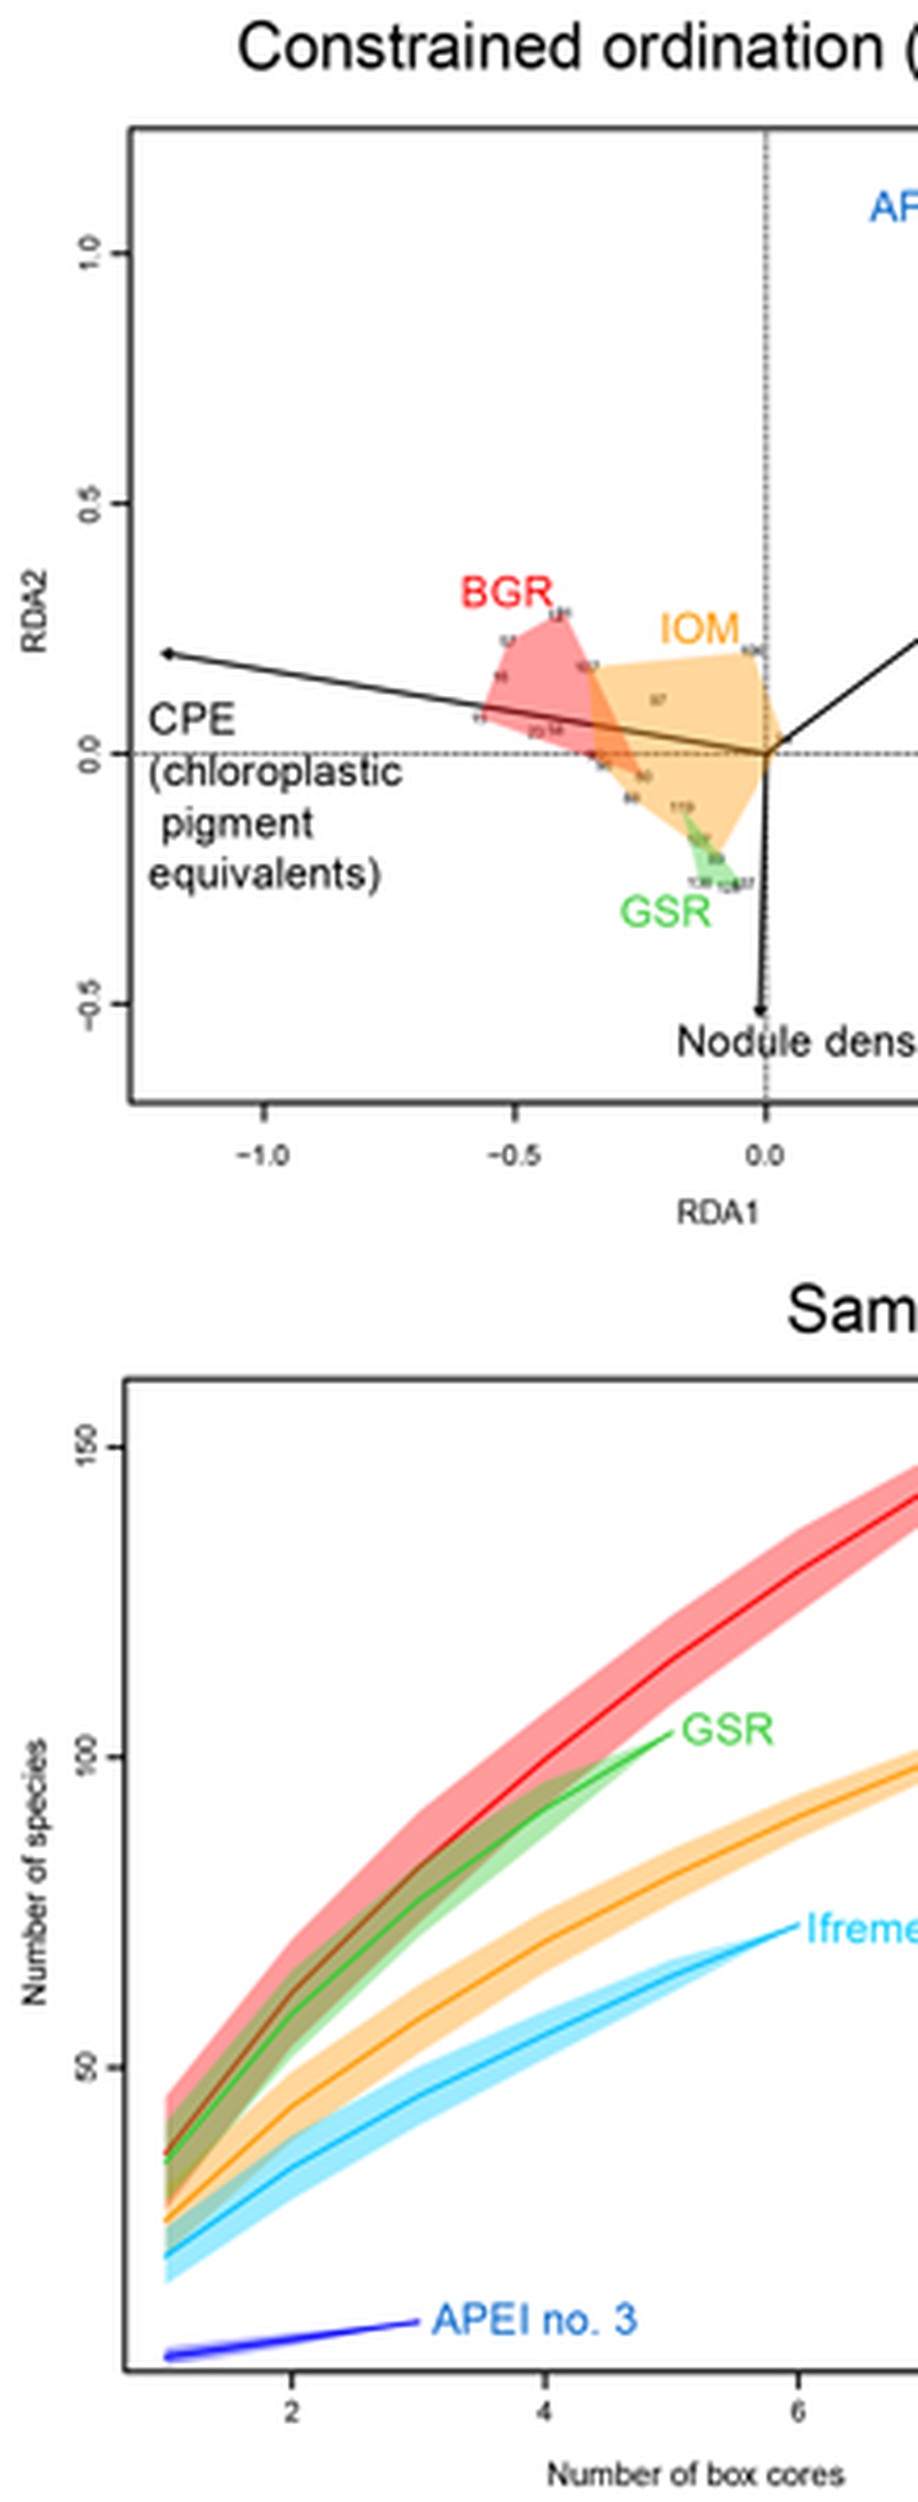 Constrained ordination (
AF
1.0
0.5
0.0
−0.5
RDA2
BGR
IOM
CPE
(chloroplastic
pigment
equivalents)
GSR
Nodule dens
−1.0
−0.5
0.0
RDA1
Sam
150
100
50
Number of species
GSR
Ifreme
APEI no. 3
2
4
6
Number of box cores